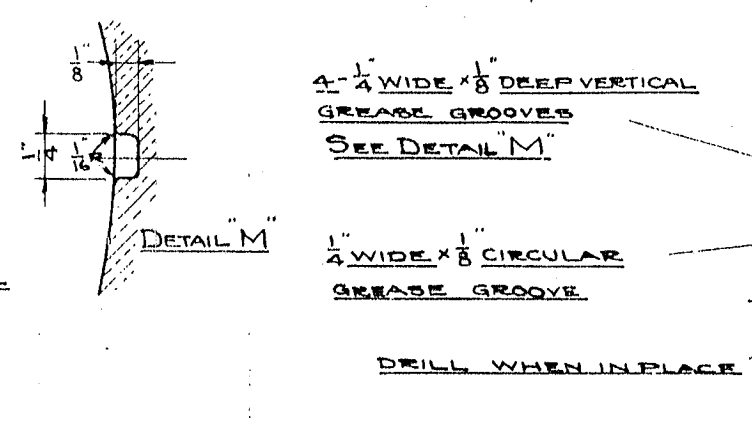 1/8"
1/4"
1/16" R
DETAIL "M"
4 - 1/4" WIDE × 1/8" DEEP VERTICAL
GREASE GROOVES
SEE DETAIL "M"
1/4" WIDE × 1/8" CIRCULAR
GREASE GROOVE
DRILL WHEN IN PLACE